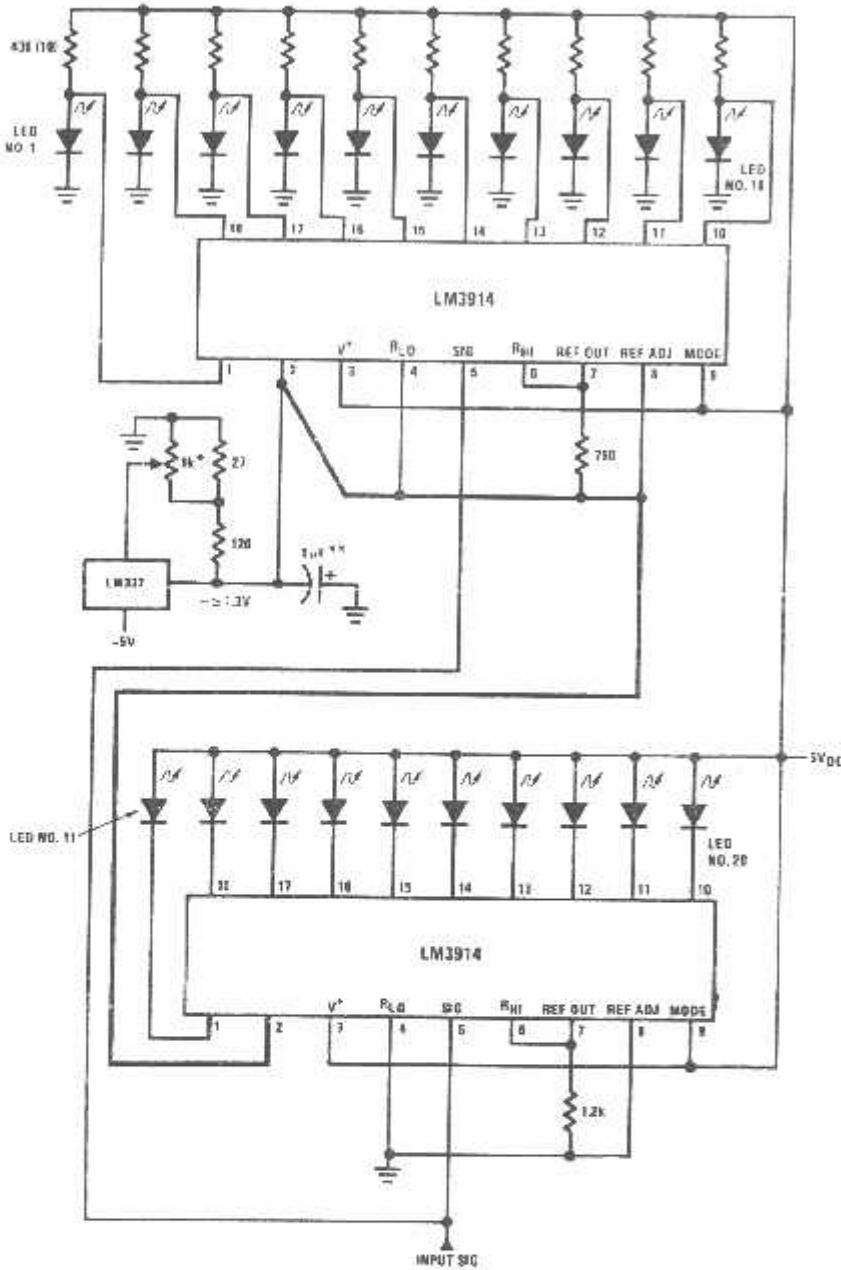 430 (10)
LED
NO. 1
LED
NO. 10
18 17 16 15 14 13 12 11 10
LM3914
V+ RLO SIG RHI REF OUT REF ADJ MODE
1 2 3 4 5 6 7 8 9
27
750
120
LM337
-5V
5VDC
LED NO. 11
LED
NO. 20
17 16 15 14 13 12 11 10
LM3914
V+ RLO SIG RHI REF OUT REF ADJ MODE
1 2 3 4 5 6 7 8 9
1.2k
INPUT SIG